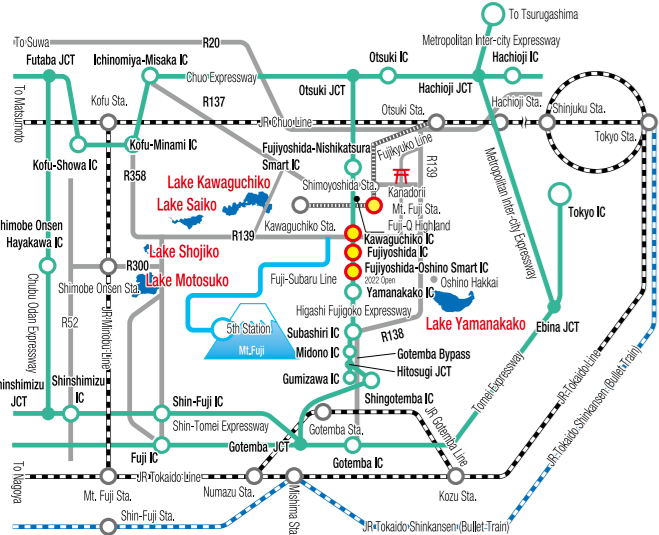 To Tsurugashima
To Suwa
R20
Metropolitan Inter-city Expressway
Futaba JCT
Ichinomiya-Misaka IC
Otsuki IC
Hachioji IC
Chuo Expressway
Otsuki JCT
Hachioji JCT
To Matsumoto
Kofu Sta.
R137
Otsuki Sta.
Hachioji Sta.
Shinjuku Sta.
JR Chuo Line
Tokyo Sta.
Kofu-Minami IC
Fujiyoshida-Nishikatsura
Smart IC
Fujikyuko Line
R139
Kofu-Showa IC
R358
Lake Kawaguchiko
Shimoyoshida Sta.
Kanadorii
Metropolitan Inter-city Expressway
Lake Saiko
Mt. Fuji Sta.
Tokyo IC
Kawaguchiko Sta.
Fuji-Q Highland
himobe Onsen
Hayakawa IC
R139
Kawaguchiko IC
Lake Shojiko
Fujiyoshida IC
R300
Fujiyoshida-Oshino Smart IC
Shimobe Onsen Sta.
Lake Motosuko
Fuji-Subaru Line
2022 Open
Oshino Hakkai
Yamanakako IC
Chubu Odan Expressway
R52
JR Minobu Line
Higashi Fujigoko Expressway
Lake Yamanakako
5th Station
Subashiri IC
R138
Ebina JCT
Mt.Fuji
Midono IC
Gotemba Bypass
Hitosugi JCT
Gumizawa IC
hinshimizu
JCT
Shinshimizu
IC
Shin-Fuji IC
Shingotemba IC
Tomei Expressway
JR Tokaido Line
JR Tokaido Shinkansen (Bullet Train)
Shin-Tomei Expressway
Gotemba Sta.
JR Gotemba Line
Fuji IC
Gotemba JCT
Gotemba IC
To Nagoya
JR Tokaido Line
Mt. Fuji Sta.
Numazu Sta.
Mishima Sta
Kozu Sta.
Shin-Fuji Sta.
JR Tokaido Shinkansen (Bullet Train)